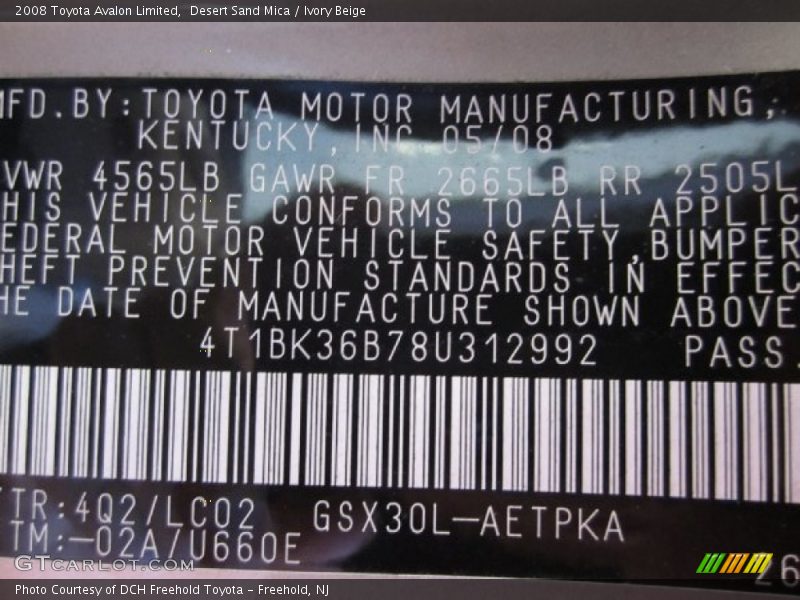 2008 Toyota Avalon Limited, Desert Sand Mica / Ivory Beige
MFD.BY:TOYOTA MOTOR MANUFACTURING,
KENTUCKY,INC 05/08
VWR 4565LB GAWR FR 2665LB RR 2505L
HIS VEHICLE CONFORMS TO ALL APPLIC
EDERAL MOTOR VEHICLE SAFETY,BUMPER
HEFT PREVENTION STANDARDS IN EFFEC
HE DATE OF MANUFACTURE SHOWN ABOVE
4T1BK36B78U312992 PASS.
TR:4Q2/LC02 GSX30L-AETPKA
TM:-02A/U660E
GTCarLot.com
26
Photo Courtesy of DCH Freehold Toyota - Freehold, NJ